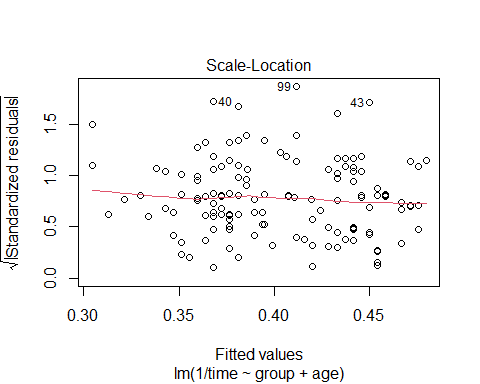 Scale-Location
√|Standardized residuals|
0.0
0.5
1.0
1.5
40
99
43
0.30
0.35
0.40
0.45
Fitted values
lm(1/time ~ group + age)